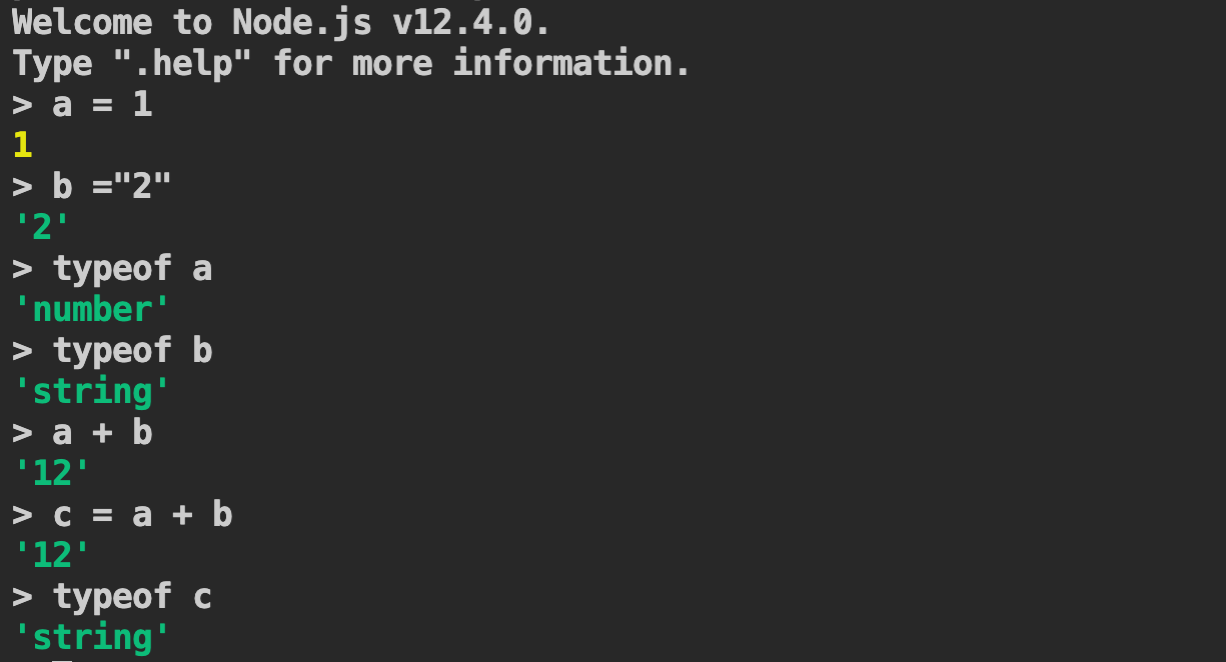 Welcome to Node.js v12.4.0.
Type ".help" for more information.
> a = 1
1
> b ="2"
'2'
> typeof a
'number'
> typeof b
'string'
> a + b
'12'
> c = a + b
'12'
> typeof c
'string'